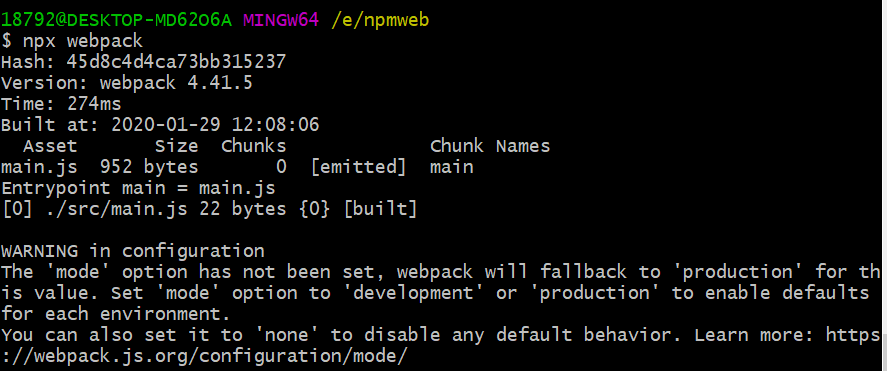 18792@DESKTOP-MD62O6A MINGW64 /e/npmweb
$ npx webpack
Hash: 45d8c4d4ca73bb315237
Version: webpack 4.41.5
Time: 274ms
Built at: 2020-01-29 12:08:06
  Asset       Size  Chunks             Chunk Names
main.js  952 bytes       0  [emitted]  main
Entrypoint main = main.js
[0] ./src/main.js 22 bytes {0} [built]

WARNING in configuration
The 'mode' option has not been set, webpack will fallback to 'production' for th
is value. Set 'mode' option to 'development' or 'production' to enable defaults
for each environment.
You can also set it to 'none' to disable any default behavior. Learn more: https
://webpack.js.org/configuration/mode/